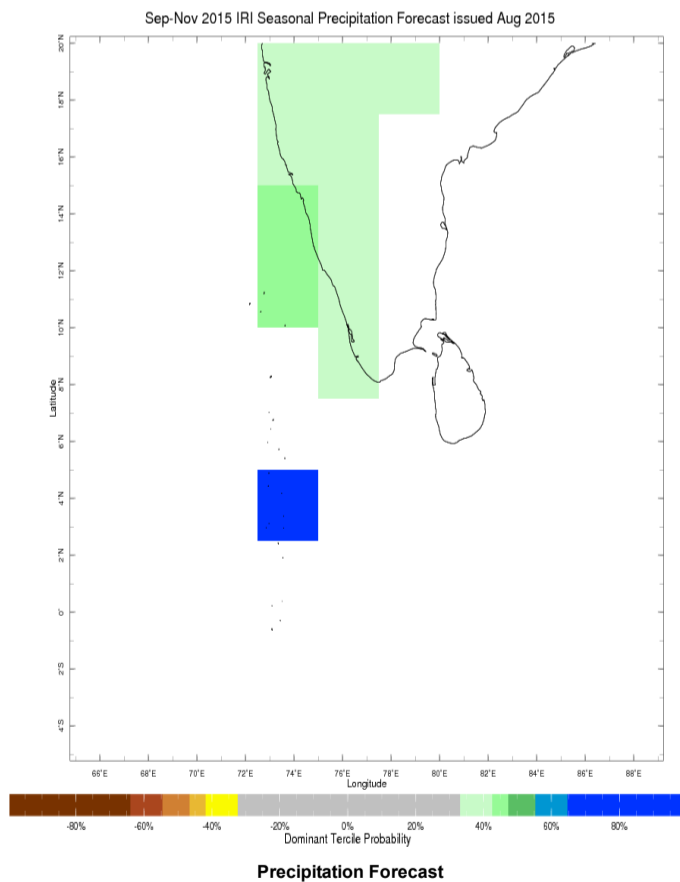 Sep-Nov 2015 IRI Seasonal Precipitation Forecast issued Aug 2015
20°N
18°N
16°N
14°N
12°N
10°N
8°N
6°N
4°N
2°N
0°
2°S
4°S
Latitude
66°E 68°E 70°E 72°E 74°E 76°E 78°E 80°E 82°E 84°E 86°E 88°E
Longitude
-80% -60% -40% -20% 0% 20% 40% 60% 80%
Dominant Tercile Probability
Precipitation Forecast